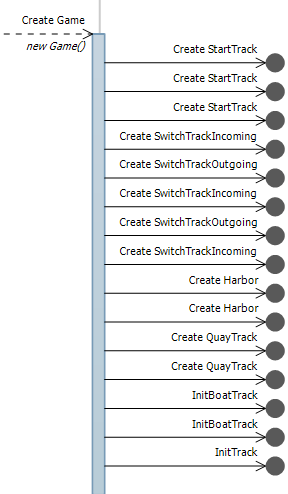 Create Game
new Game()
Create StartTrack
Create StartTrack
Create StartTrack
Create SwitchTrackIncoming
Create SwitchTrackOutgoing
Create SwitchTrackIncoming
Create SwitchTrackOutgoing
Create SwitchTrackIncoming
Create Harbor
Create Harbor
Create QuayTrack
Create QuayTrack
InitBoatTrack
InitBoatTrack
InitTrack